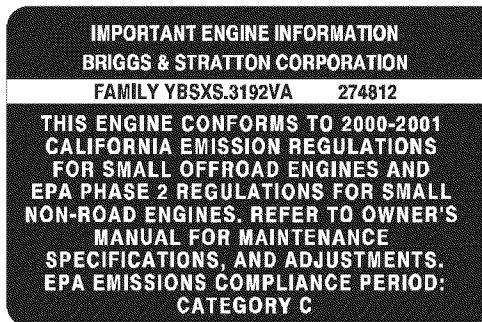 IMPORTANT ENGINE INFORMATION
BRIGGS & STRATTON CORPORATION
FAMILY YBSXS.3192VA 274812
THIS ENGINE CONFORMS TO 2000-2001
CALIFORNIA EMISSION REGULATIONS
FOR SMALL OFFROAD ENGINES AND
EPA PHASE 2 REGULATIONS FOR SMALL
NON-ROAD ENGINES. REFER TO OWNER'S
MANUAL FOR MAINTENANCE
SPECIFICATIONS, AND ADJUSTMENTS.
EPA EMISSIONS COMPLIANCE PERIOD:
CATEGORY C